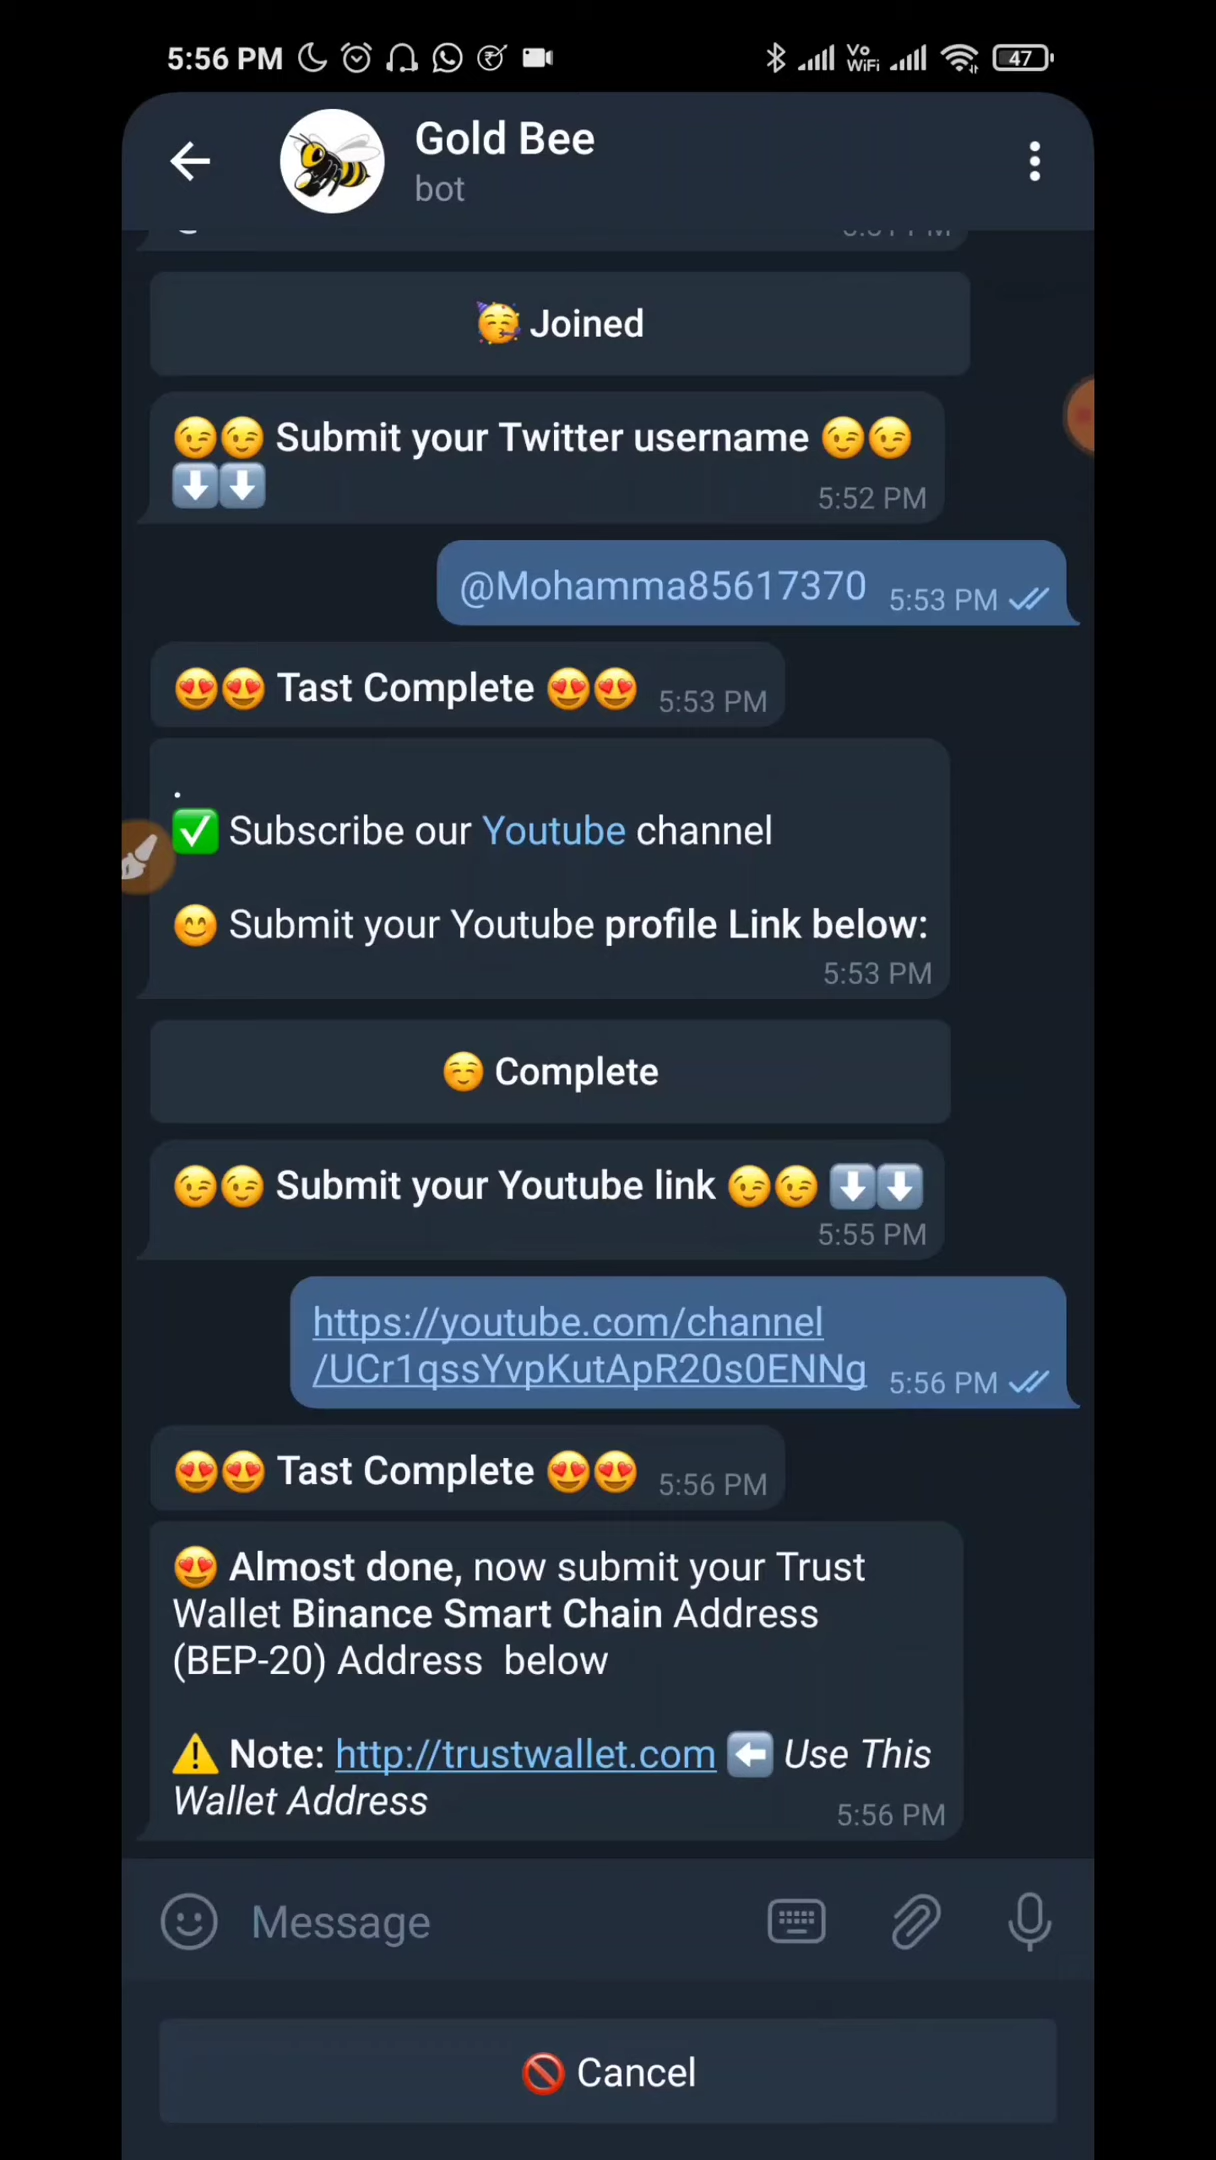 5:56 PM
Vo
WiFi
47
Gold Bee
bot
Joined
Submit your Twitter username
5:52 PM
@Mohamma85617370 5:53 PM
Tast Complete 5:53 PM
.
Subscribe our Youtube channel
Submit your Youtube profile Link below:
5:53 PM
Complete
Submit your Youtube link
5:55 PM
https://youtube.com/channel
/UCr1qssYvpKutApR20s0ENNg 5:56 PM
Tast Complete 5:56 PM
Almost done, now submit your Trust
Wallet Binance Smart Chain Address
(BEP-20) Address below
Note: http://trustwallet.com Use This
Wallet Address
5:56 PM
Message
Cancel